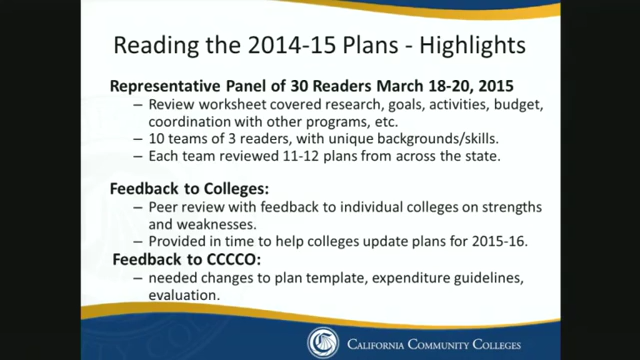 Reading the 2014-15 Plans - Highlights
Representative Panel of 30 Readers March 18-20, 2015
– Review worksheet covered research, goals, activities, budget,
coordination with other programs, etc.
– 10 teams of 3 readers, with unique backgrounds/skills.
– Each team reviewed 11-12 plans from across the state.
Feedback to Colleges:
– Peer review with feedback to individual colleges on strengths
and weaknesses.
– Provided in time to help colleges update plans for 2015-16.
Feedback to CCCCO:
– needed changes to plan template, expenditure guidelines,
evaluation.
CALIFORNIA COMMUNITY COLLEGES